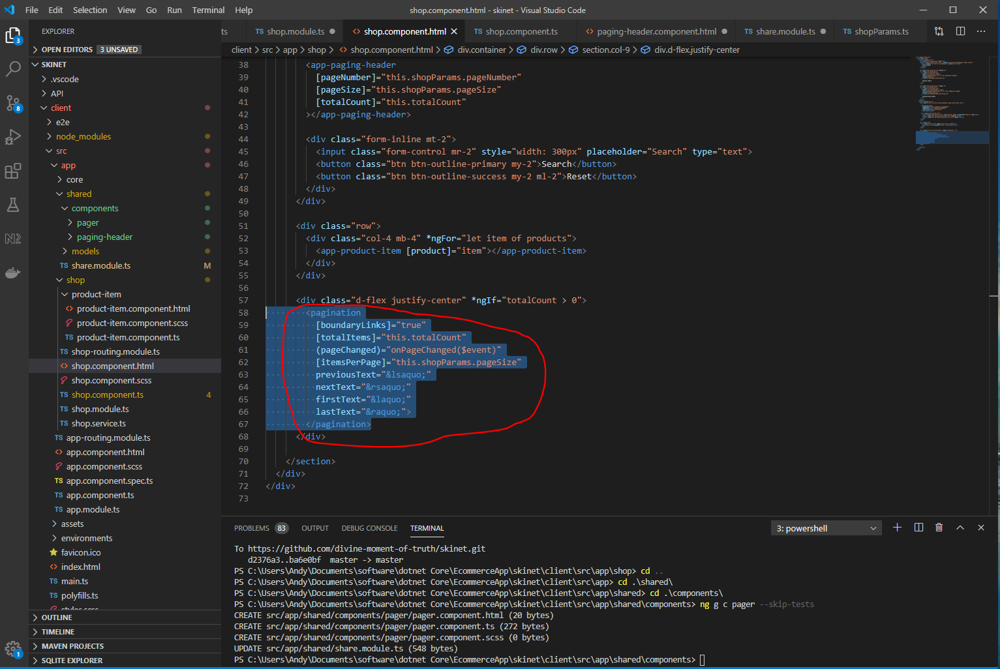 File Edit Selection View Go Run Terminal Help
shop.component.html - skinet - Visual Studio Code
EXPLORER
OPEN EDITORS 3 UNSAVED
SKINET
.vscode
API
client
e2e
node_modules
src
app
core
shared
components
pager
paging-header
models
TS share.module.ts M
shop
product-item
<> product-item.component.html
product-item.component.scss
TS product-item.component.ts
TS shop-routing.module.ts
<> shop.component.html
shop.component.scss
TS shop.component.ts 4
TS shop.module.ts
TS shop.service.ts
TS app-routing.module.ts
<> app.component.html
app.component.scss
TS app.component.spec.ts
TS app.component.ts
TS app.module.ts
assets
environments
favicon.ico
<> index.html
TS main.ts
TS polyfills.ts
styles.scss
OUTLINE
TIMELINE
MAVEN PROJECTS
SQLITE EXPLORER
3
8
1
ts TS shop.module.ts <> shop.component.html TS shop.component.ts <> paging-header.component.html TS share.module.ts TS shopParams.ts
client > src > app > shop > <> shop.component.html > div.container > div.row > section.col-9 > div.d-flex.justify-center
38 <app-paging-header
39 [pageNumber]="this.shopParams.pageNumber"
40 [pageSize]="this.shopParams.pageSize"
41 [totalCount]="this.totalCount"
42 ></app-paging-header>
43
44 <div class="form-inline mt-2">
45 <input class="form-control mr-2" style="width: 300px" placeholder="Search" type="text">
46 <button class="btn btn-outline-primary my-2">Search</button>
47 <button class="btn btn-outline-success my-2 ml-2">Reset</button>
48 </div>
49 </div>
50
51 <div class="row">
52 <div class="col-4 mb-4" *ngFor="let item of products">
53 <app-product-item [product]="item"></app-product-item>
54 </div>
55 </div>
56
57 <div class="d-flex justify-center" *ngIf="totalCount > 0">
58 <pagination
59 [boundaryLinks]="true"
60 [totalItems]="this.totalCount"
61 (pageChanged)="onPageChanged($event)"
62 [itemsPerPage]="this.shopParams.pageSize"
63 previousText="&lsaquo;"
64 nextText="&rsaquo;"
65 firstText="&laquo;"
66 lastText="&raquo;">
67 </pagination>
68 </div>
69
70 </section>
71 </div>
72 </div>
73
PROBLEMS 83 OUTPUT DEBUG CONSOLE TERMINAL 3: powershell
To https://github.com/divine-moment-of-truth/skinet.git
d2376a3..ba6e0bf master -> master
PS C:\Users\Andy\Documents\software\dotnet Core\EcommerceApp\skinet\client\src\app\shop> cd ..
PS C:\Users\Andy\Documents\software\dotnet Core\EcommerceApp\skinet\client\src\app> cd .\shared\
PS C:\Users\Andy\Documents\software\dotnet Core\EcommerceApp\skinet\client\src\app\shared> cd .\components\
PS C:\Users\Andy\Documents\software\dotnet Core\EcommerceApp\skinet\client\src\app\shared\components> ng g c pager --skip-tests
CREATE src/app/shared/components/pager/pager.component.html (20 bytes)
CREATE src/app/shared/components/pager/pager.component.ts (272 bytes)
CREATE src/app/shared/components/pager/pager.component.scss (0 bytes)
UPDATE src/app/shared/share.module.ts (548 bytes)
PS C:\Users\Andy\Documents\software\dotnet Core\EcommerceApp\skinet\client\src\app\shared\components>